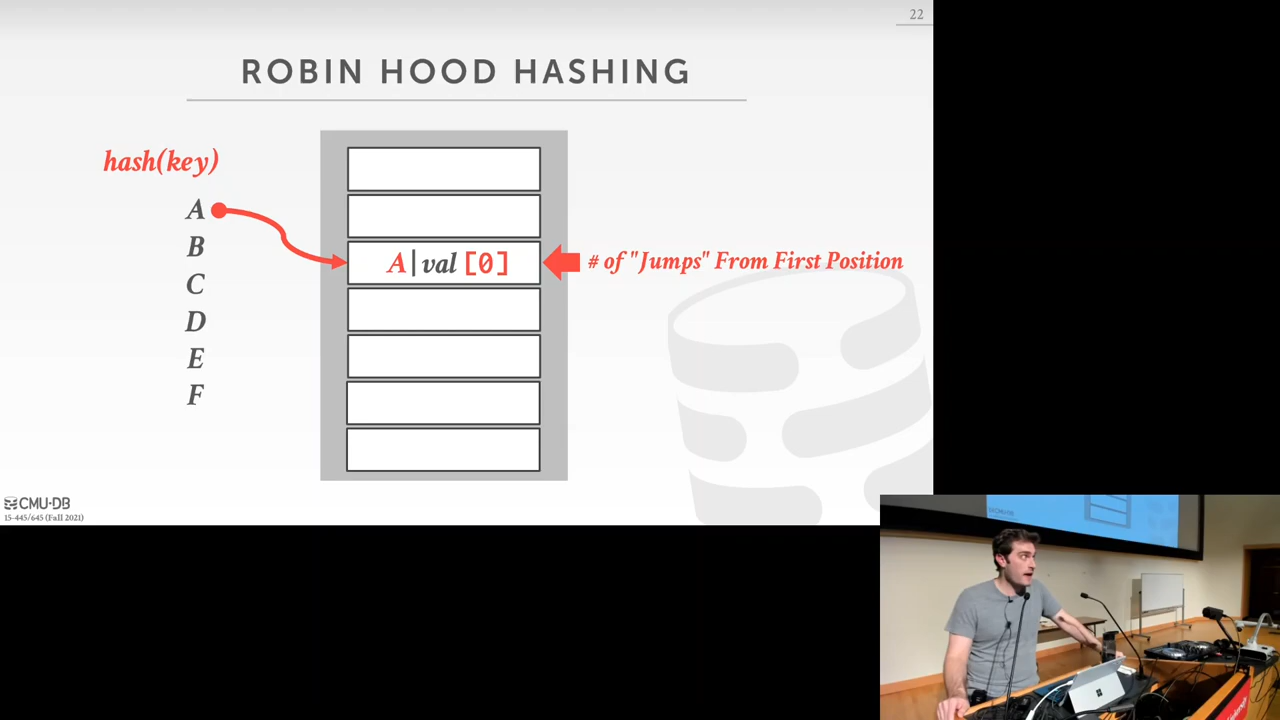 22
ROBIN HOOD HASHING
hash(key)
A
B
C
D
E
F
A|val [0]
# of "Jumps" From First Position
CMU·DB
15-445/645 (Fall 2021)